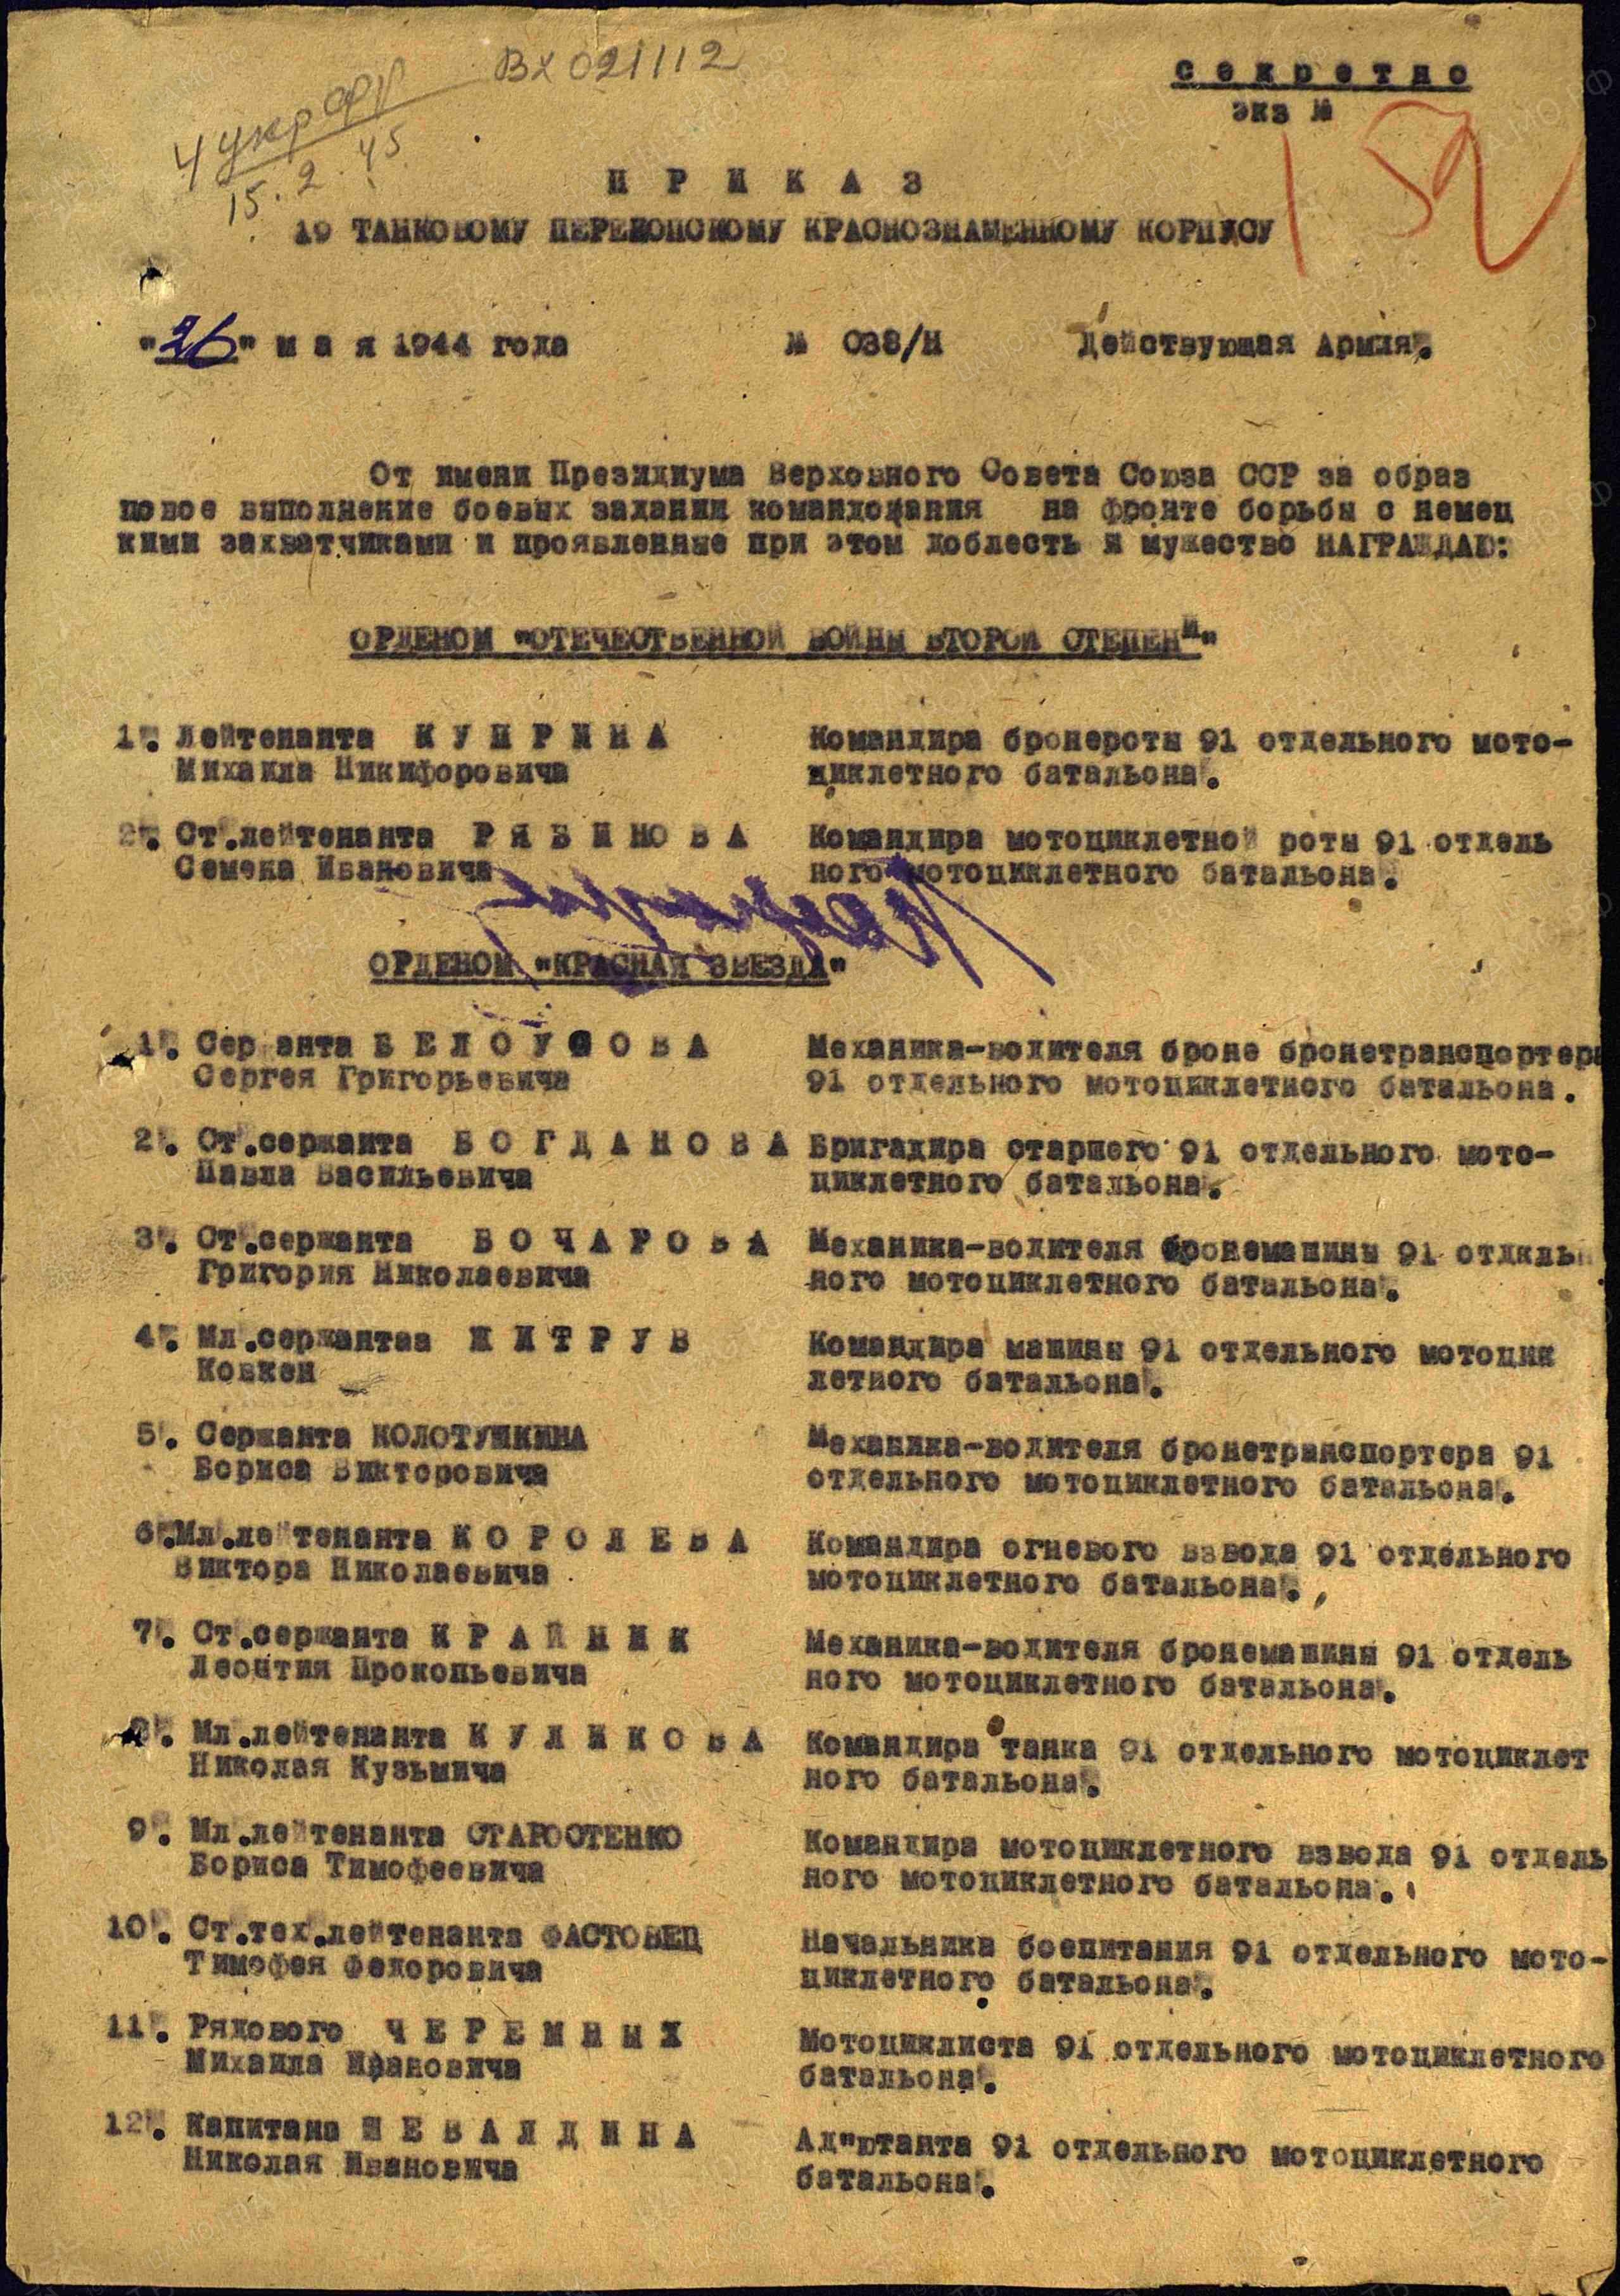 ВХ 021112
4 укр фр
15.2.45
секретно
экз №
152
ПРИКАЗ
19 ТАНКОВОМУ ПЕРЕКОПСКОМУ КРАСНОЗНАМЕННОМУ КОРПУСУ
"26" мая 1944 года № 038/Н Действующая Армия.
От имени Президиума Верховного Совета Союза ССР за образ
цовое выполнение боевых задании командования на фронте борьбы с немец
кими захватчиками и проявленные при этом доблесть и мужество НАГРАЖДАЮ:
ОРДЕНОМ "ОТЕЧЕСТВЕННОЙ ВОЙНЫ ВТОРОЙ СТЕПЕНИ"
1. Лейтенанта КУПРИНА Командира бронероты 91 отдельного мото-
Михаила Никифоровича циклетного батальона.
2. Ст.лейтенанта РЯБИНОВА Командира мотоциклетной роты 91 отдель
Семена Ивановича ного мотоциклетного батальона.
ОРДЕНОМ "КРАСНАЯ ЗВЕЗДА"
1. Сержанта БЕЛОУСОВА Механика-водителя броне бронетранспортера
Сергея Григорьевича 91 отдельного мотоциклетного батальона.
2. Ст.сержанта БОГДАНОВА Бригадира старшего 91 отдельного мото-
Павла Васильевича циклетного батальона.
3. Ст.сержанта БОЧАРОВА Механика-водителя бронемашины 91 отдкльн
Григория Николаевича ного мотоциклетного батальона.
4. Мл.сержантаа ШИТРУВ Командира машины 91 отдельного мотоцик
Ковкен летного батальона.
5. Сержанта КОЛОТУШКИНА Механика-водителя бронетранспортера 91
Бориса Викторовича отдельного мотоциклетного батальона.
6.Мл.лейтенанта КОРОЛЕВА Командира огневого взвода 91 отдельного
Виктора Николаевича мотоциклетного батальона.
7. Ст.сержанта КРАЙНИК Механика-водителя бронемашины 91 отдель
Леонтия Прокопьевича ного мотоциклетного батальона.
8. Мл.лейтенанта КУЛИКОВА Командира танка 91 отдельного мотоциклет
Николая Кузьмича ного батальона.
9. Мл.лейтенанта СТАРОСТЕНКО Командира мотоциклетного взвода 91 отдель
Бориса Тимофеевича ного мотоциклетного батальона.
10. Ст.тех.лейтенанта ФАСТОВЕЦ Начальника боепитания 91 отдельного мото-
Тимофея Федоровича циклетного батальона.
11. Рядового ЧЕРЕМНЫХ Мотоциклиста 91 отдельного мотоциклетного
Михаила Ивановича батальона.
12. Капитана ШЕВАЛДИНА Ад"ютанта 91 отдельного мотоциклетного
Николая Ивановича батальона.